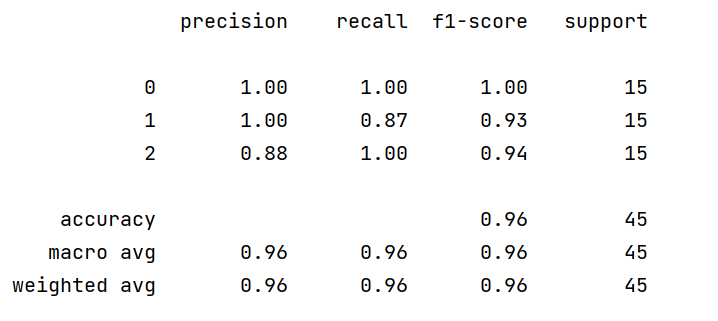 precision recall f1-score support
0 1.00 1.00 1.00 15
1 1.00 0.87 0.93 15
2 0.88 1.00 0.94 15
accuracy 0.96 45
macro avg 0.96 0.96 0.96 45
weighted avg 0.96 0.96 0.96 45